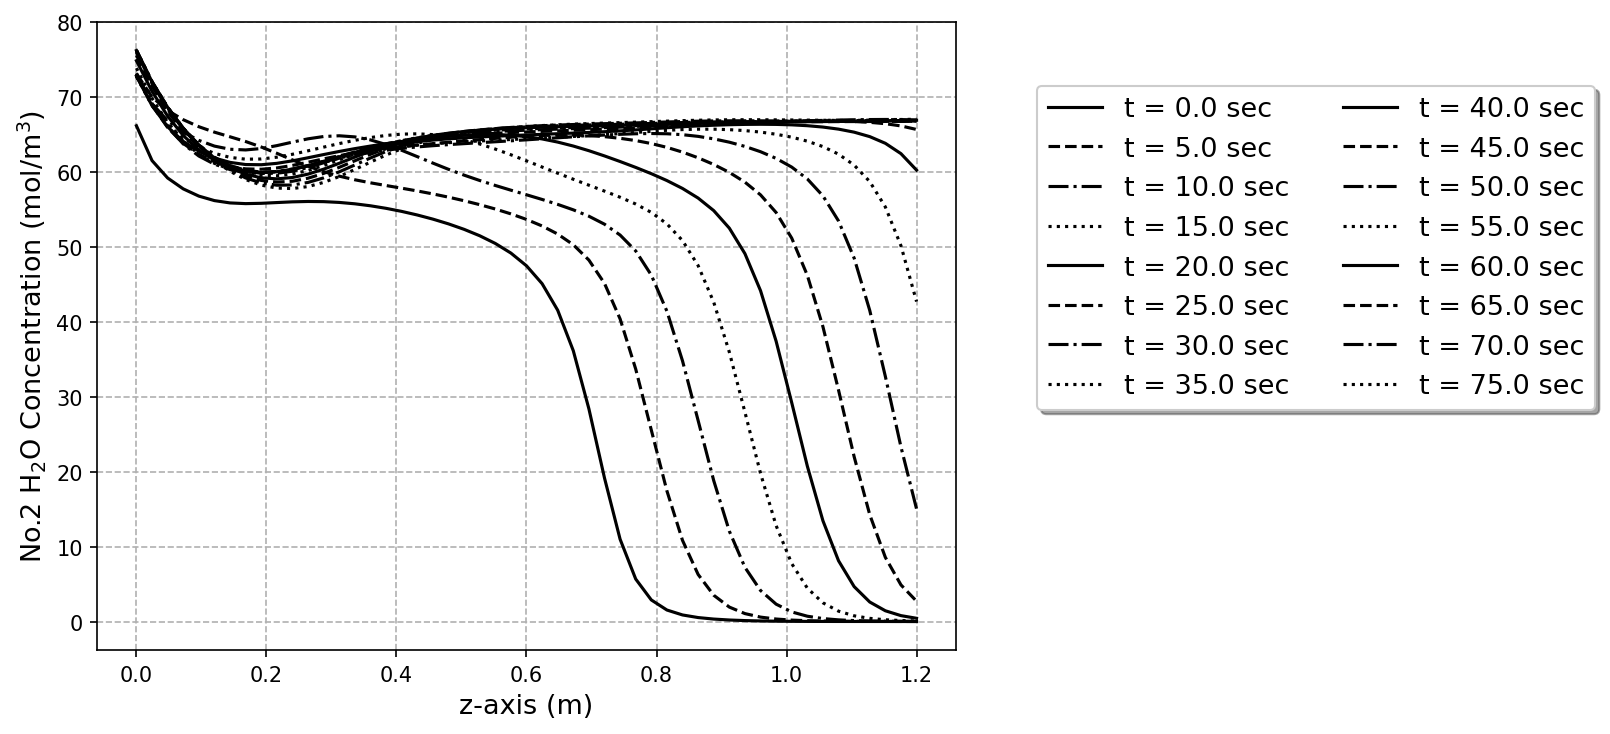 80
70
60
50
40
30
20
10
0
No.2 H₂O Concentration (mol/m³)
0.0 0.2 0.4 0.6 0.8 1.0 1.2
z-axis (m)
t = 0.0 sec
t = 5.0 sec
t = 10.0 sec
t = 15.0 sec
t = 20.0 sec
t = 25.0 sec
t = 30.0 sec
t = 35.0 sec
t = 40.0 sec
t = 45.0 sec
t = 50.0 sec
t = 55.0 sec
t = 60.0 sec
t = 65.0 sec
t = 70.0 sec
t = 75.0 sec